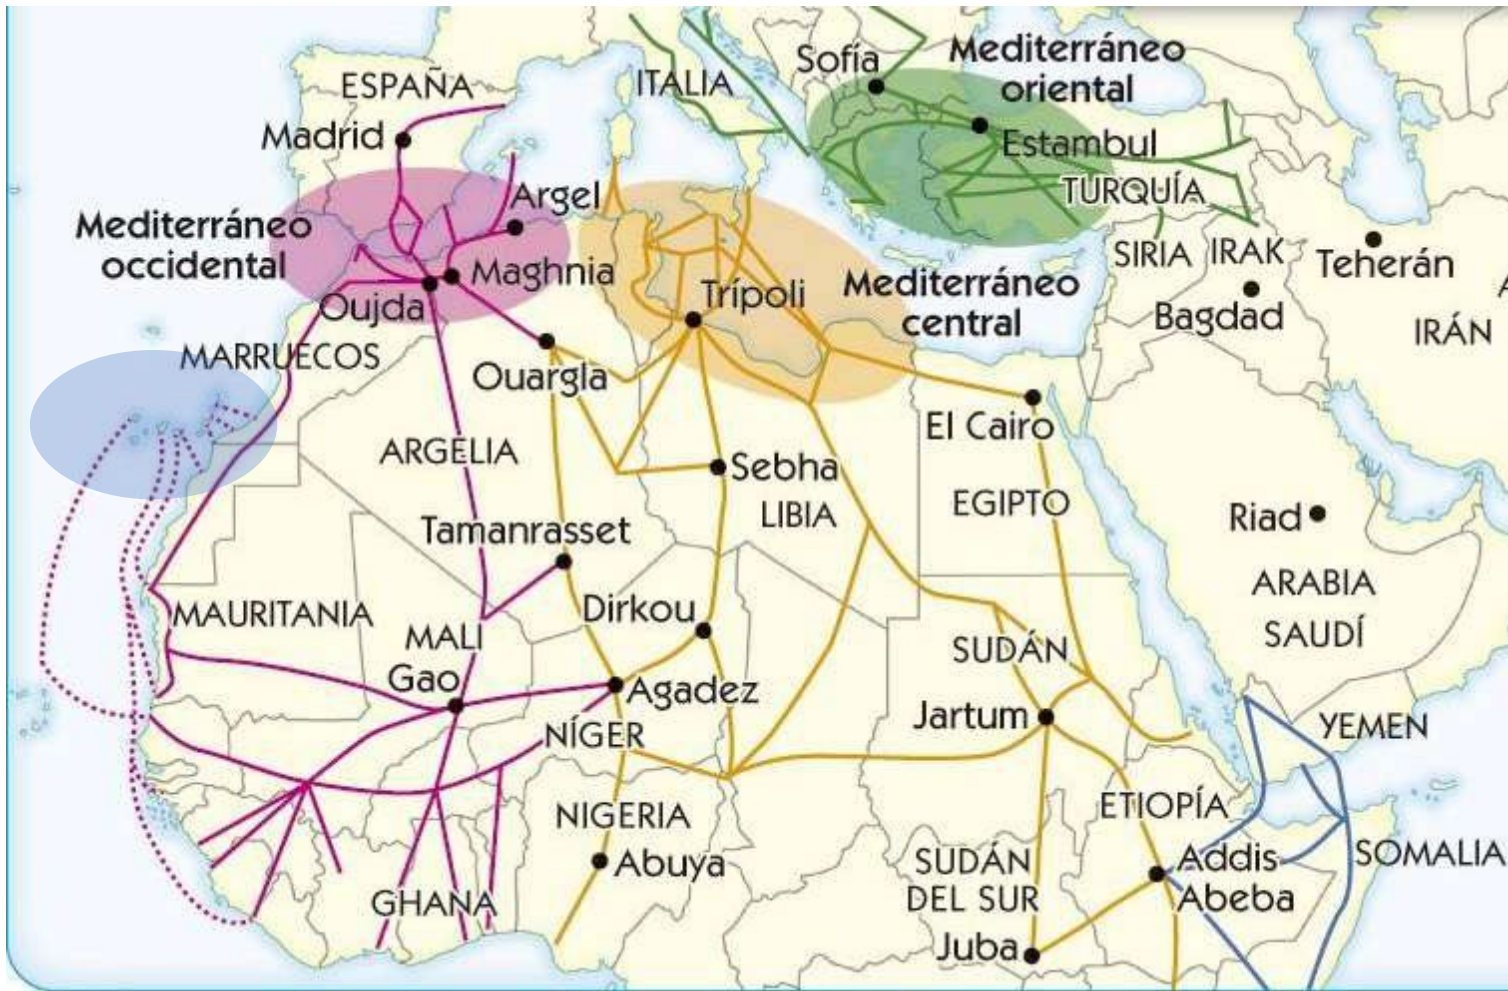 Sofía
Mediterráneo
oriental
ESPAÑA
ITALIA
Madrid
Estambul
Argel
TURQUÍA
Mediterráneo
occidental
SIRIA
IRAK
Teherán
Maghnia
Oujda
Trípoli
Mediterráneo
central
Bagdad
IRÁN
A
MARRUECOS
Ouargla
El Cairo
ARGELIA
Sebha
LIBIA
EGIPTO
Riad
Tamanrasset
ARABIA
SAUDÍ
MAURITANIA
Dirkou
MALI
SUDÁN
Gao
Agadez
Jartum
YEMEN
NÍGER
NIGERIA
ETIOPÍA
Abuya
SUDÁN
DEL SUR
Addis
Abeba
SOMALIA
GHANA
Juba